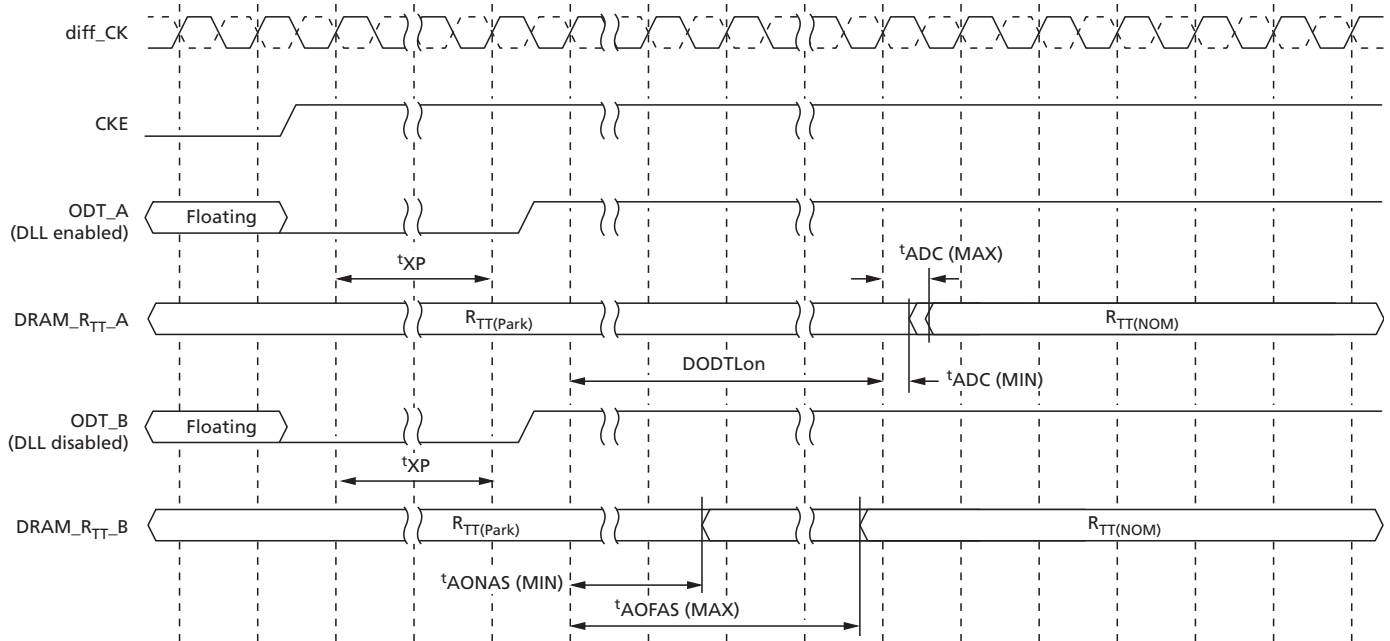 diff_CK
CKE
ODT_A
(DLL enabled)
Floating
tXP
tADC (MAX)
DRAM_RTT_A
RTT(Park)
RTT(NOM)
DODTLon
tADC (MIN)
ODT_B
(DLL disabled)
Floating
tXP
DRAM_RTT_B
RTT(Park)
RTT(NOM)
tAONAS (MIN)
tAOFAS (MAX)